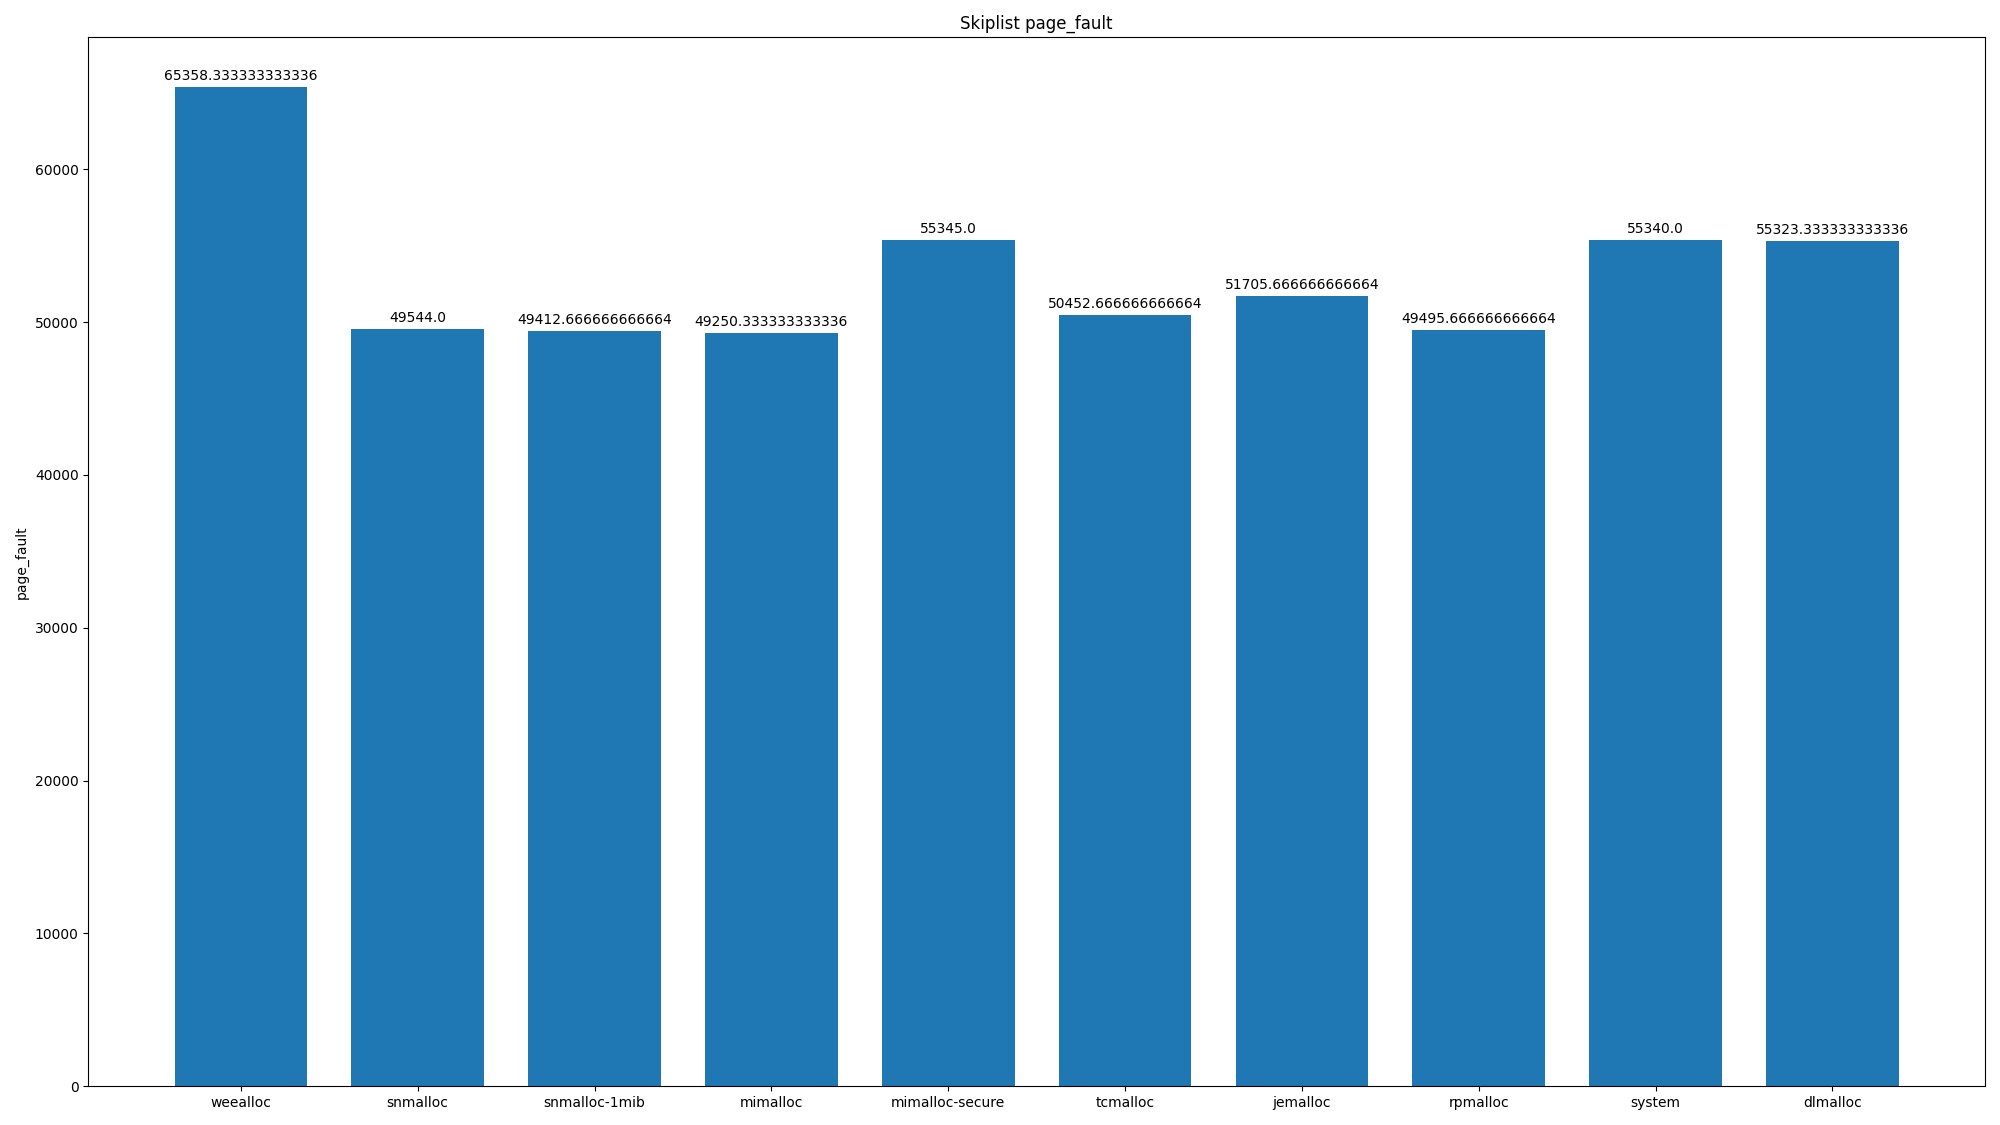 Skiplist page_fault
65358.333333333336
49544.0
49412.666666666664
49250.333333333336
55345.0
50452.666666666664
51705.666666666664
49495.666666666664
55340.0
55323.333333333336
page_fault
60000
50000
40000
30000
20000
10000
0
weealloc
snmalloc
snmalloc-1mib
mimalloc
mimalloc-secure
tcmalloc
jemalloc
rpmalloc
system
dlmalloc